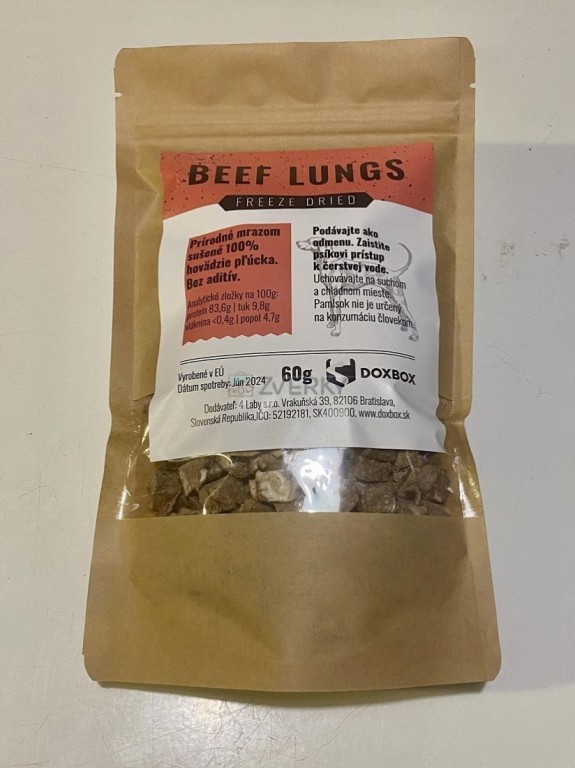 BEEF LUNGS
FREEZE DRIED
Prírodné mrazom
sušené 100%
hovädzie pľúcka.
Bez aditív.
Analytické zložky na 100g:
proteín 83,6g | tuk 9,8g
vláknina <0,4g | popol 4,7g
Podávajte ako
odmenu. Zaistite
psíkovi prístup
k čerstvej vode.
Uchovávajte na suchom
a chladnom mieste.
Pamlsok nie je určený
na konzumáciu človekom.
Vyrobené v EÚ
Dátum spotreby: Jún 2024
60g
DOXBOX
ZVERKY
Dodávateľ: 4 Laby s.r.o. Vrakuňská 39, 82106 Bratislava,
Slovenská Republika,IČO: 52192181, SK400900, www.doxbox.sk